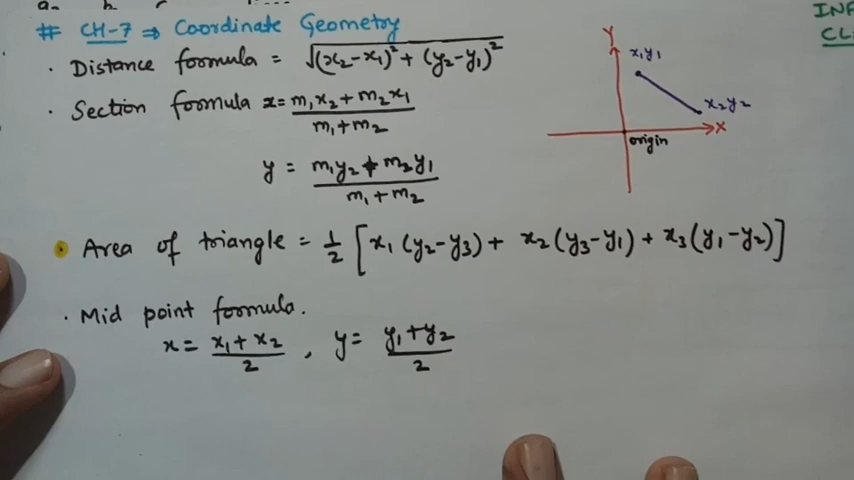 # CH-7 ⇒ Coordinate Geometry
. Distance formula = √(x₂-x₁)² + (y₂-y₁)²
. Section formula x = m₁x₂ + m₂x₁ / m₁ + m₂
y = m₁y₂ + m₂y₁ / m₁ + m₂
Area of triangle = 1/2 [x₁(y₂-y₃) + x₂(y₃-y₁) + x₃(y₁-y₂)]
. Mid point formula.
x = x₁ + x₂ / 2 , y = y₁ + y₂ / 2
Y
x₁y₁
x₂y₂
X
origin